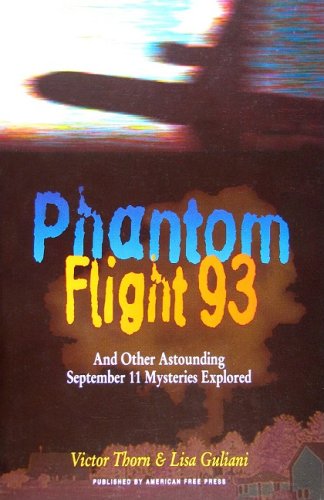 Phantom
Flight 93
And Other Astounding
September 11 Mysteries Explored
Victor Thorn & Lisa Guliani
PUBLISHED BY AMERICAN FREE PRESS